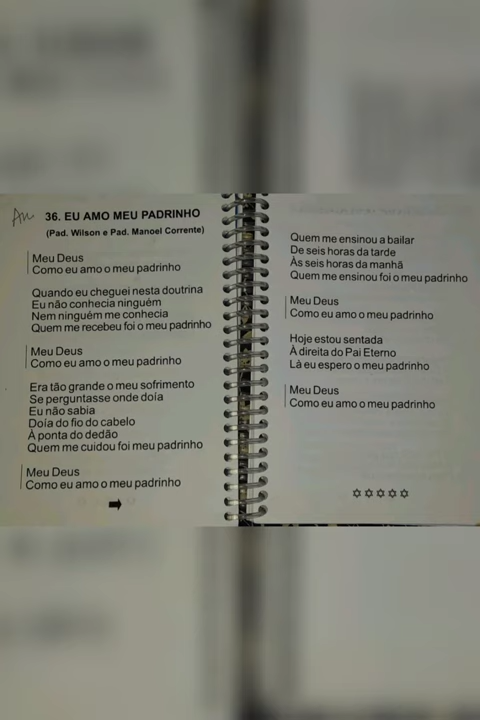 Am
36. EU AMO MEU PADRINHO
(Pad. Wilson e Pad. Manoel Corrente)
Meu Deus
Como eu amo o meu padrinho
Quando eu cheguei nesta doutrina
Eu não conhecia ninguém
Nem ninguém me conhecia
Quem me recebeu foi o meu padrinho
Meu Deus
Como eu amo o meu padrinho
Era tão grande o meu sofrimento
Se perguntasse onde doía
Eu não sabia
Doía do fio do cabelo
À ponta do dedão
Quem me cuidou foi meu padrinho
Meu Deus
Como eu amo o meu padrinho
Quem me ensinou a bailar
De seis horas da tarde
Às seis horas da manhã
Quem me ensinou foi o meu padrinho
Meu Deus
Como eu amo o meu padrinho
Hoje estou sentada
À direita do Pai Eterno
Là eu espero o meu padrinho
Meu Deus
Como eu amo o meu padrinho